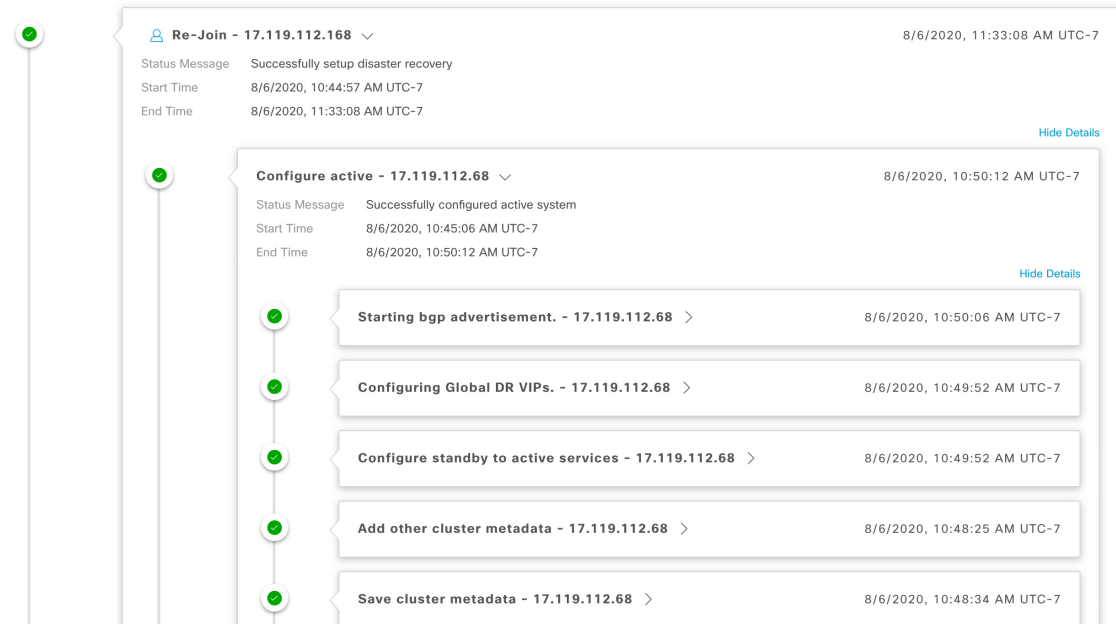 Re-Join - 17.119.112.168 8/6/2020, 11:33:08 AM UTC-7
Status Message Successfully setup disaster recovery
Start Time 8/6/2020, 10:44:57 AM UTC-7
End Time 8/6/2020, 11:33:08 AM UTC-7
Hide Details
Configure active - 17.119.112.68 8/6/2020, 10:50:12 AM UTC-7
Status Message Successfully configured active system
Start Time 8/6/2020, 10:45:06 AM UTC-7
End Time 8/6/2020, 10:50:12 AM UTC-7
Hide Details
Starting bgp advertisement. - 17.119.112.68 8/6/2020, 10:50:06 AM UTC-7
Configuring Global DR VIPs. - 17.119.112.68 8/6/2020, 10:49:52 AM UTC-7
Configure standby to active services - 17.119.112.68 8/6/2020, 10:49:52 AM UTC-7
Add other cluster metadata - 17.119.112.68 8/6/2020, 10:48:25 AM UTC-7
Save cluster metadata - 17.119.112.68 8/6/2020, 10:48:34 AM UTC-7